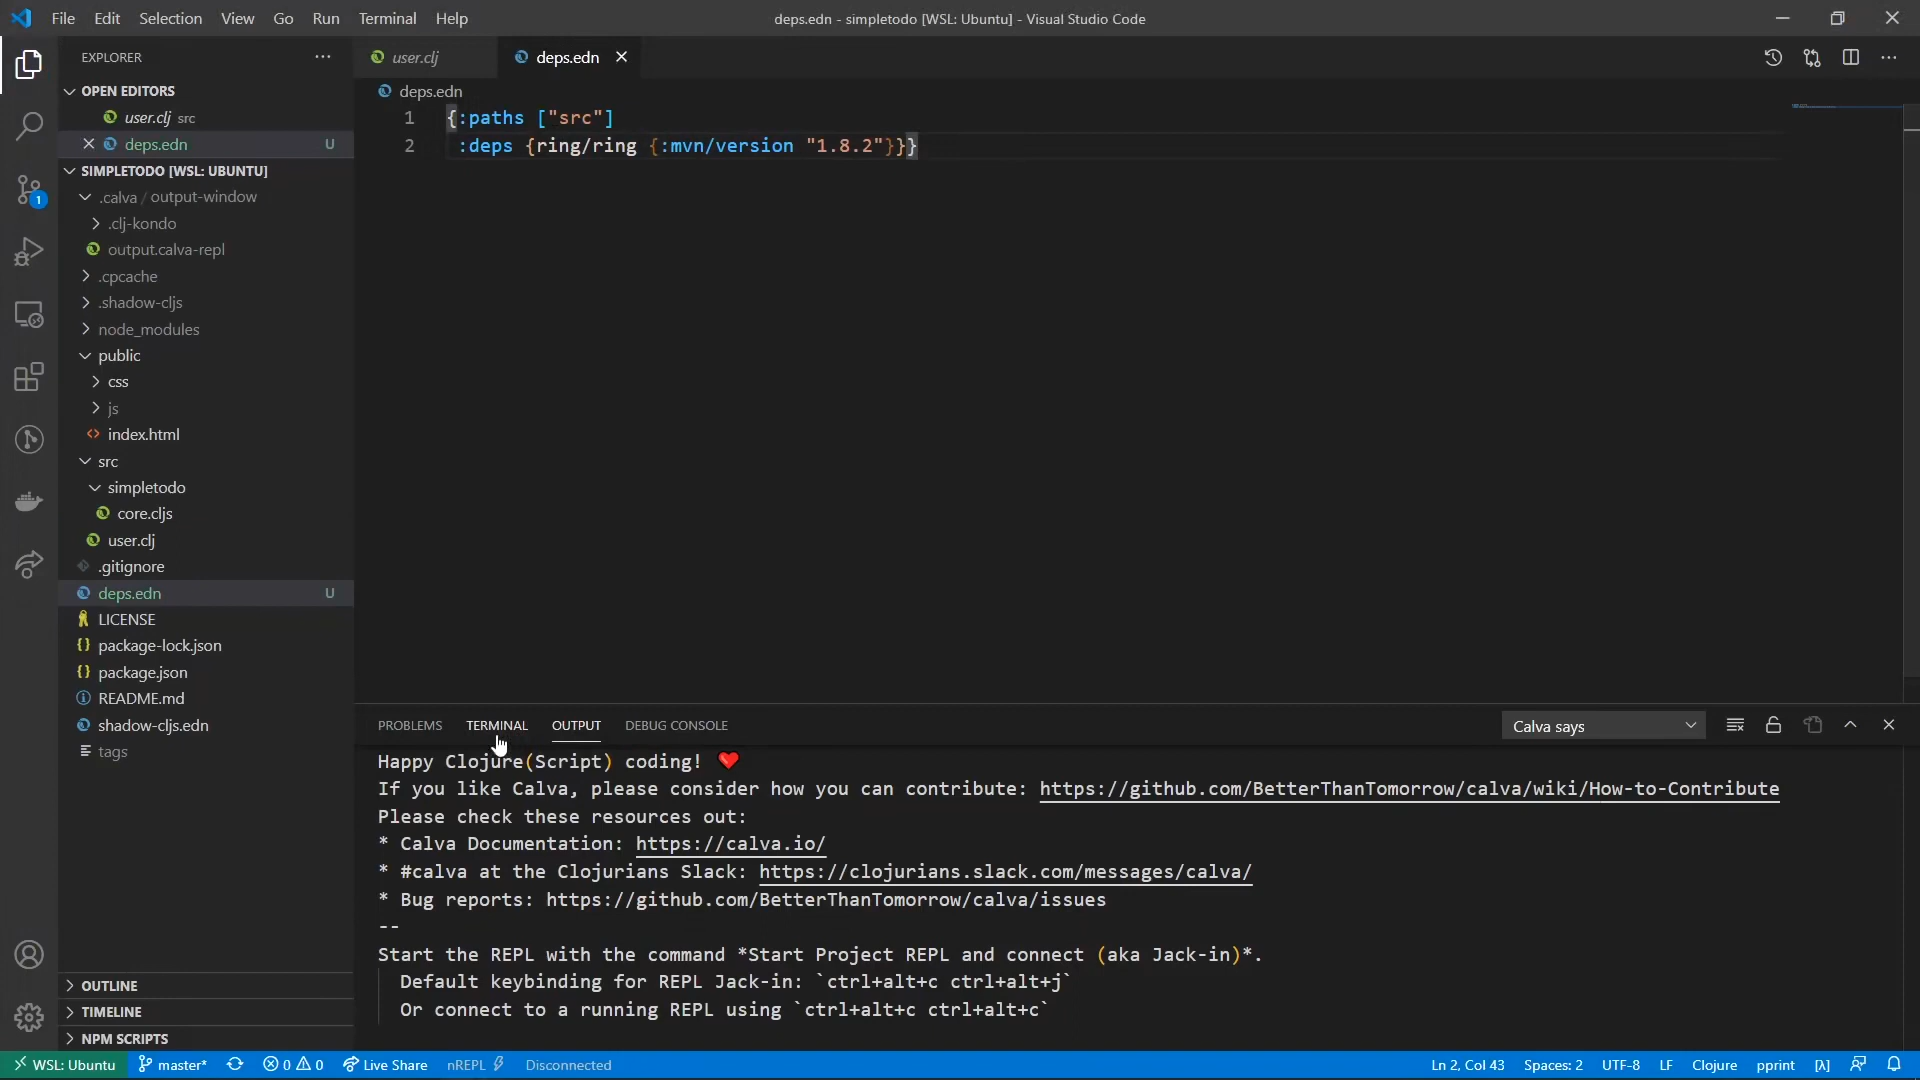 File Edit Selection View Go Run Terminal Help
deps.edn - simpletodo [WSL: Ubuntu] - Visual Studio Code
EXPLORER
user.clj
deps.edn
OPEN EDITORS
user.clj src
deps.edn U
SIMPLETODO [WSL: UBUNTU]
.calva / output-window
.clj-kondo
output.calva-repl
.cpcache
.shadow-cljs
node_modules
public
css
js
index.html
src
simpletodo
core.cljs
user.clj
.gitignore
deps.edn U
LICENSE
package-lock.json
package.json
README.md
shadow-cljs.edn
tags
OUTLINE
TIMELINE
NPM SCRIPTS
1
deps.edn
1 {:paths ["src"]
2 :deps {ring/ring {:mvn/version "1.8.2"}}}
PROBLEMS TERMINAL OUTPUT DEBUG CONSOLE
Calva says
Happy Clojure(Script) coding! ❤️
If you like Calva, please consider how you can contribute: https://github.com/BetterThanTomorrow/calva/wiki/How-to-Contribute
Please check these resources out:
* Calva Documentation: https://calva.io/
* #calva at the Clojurians Slack: https://clojurians.slack.com/messages/calva/
* Bug reports: https://github.com/BetterThanTomorrow/calva/issues
--
Start the REPL with the command *Start Project REPL and connect (aka Jack-in)*.
Default keybinding for REPL Jack-in: `ctrl+alt+c ctrl+alt+j`
Or connect to a running REPL using `ctrl+alt+c ctrl+alt+c`
WSL: Ubuntu master* 0 0 Live Share nREPL Disconnected
Ln 2, Col 43 Spaces: 2 UTF-8 LF Clojure pprint [λ]